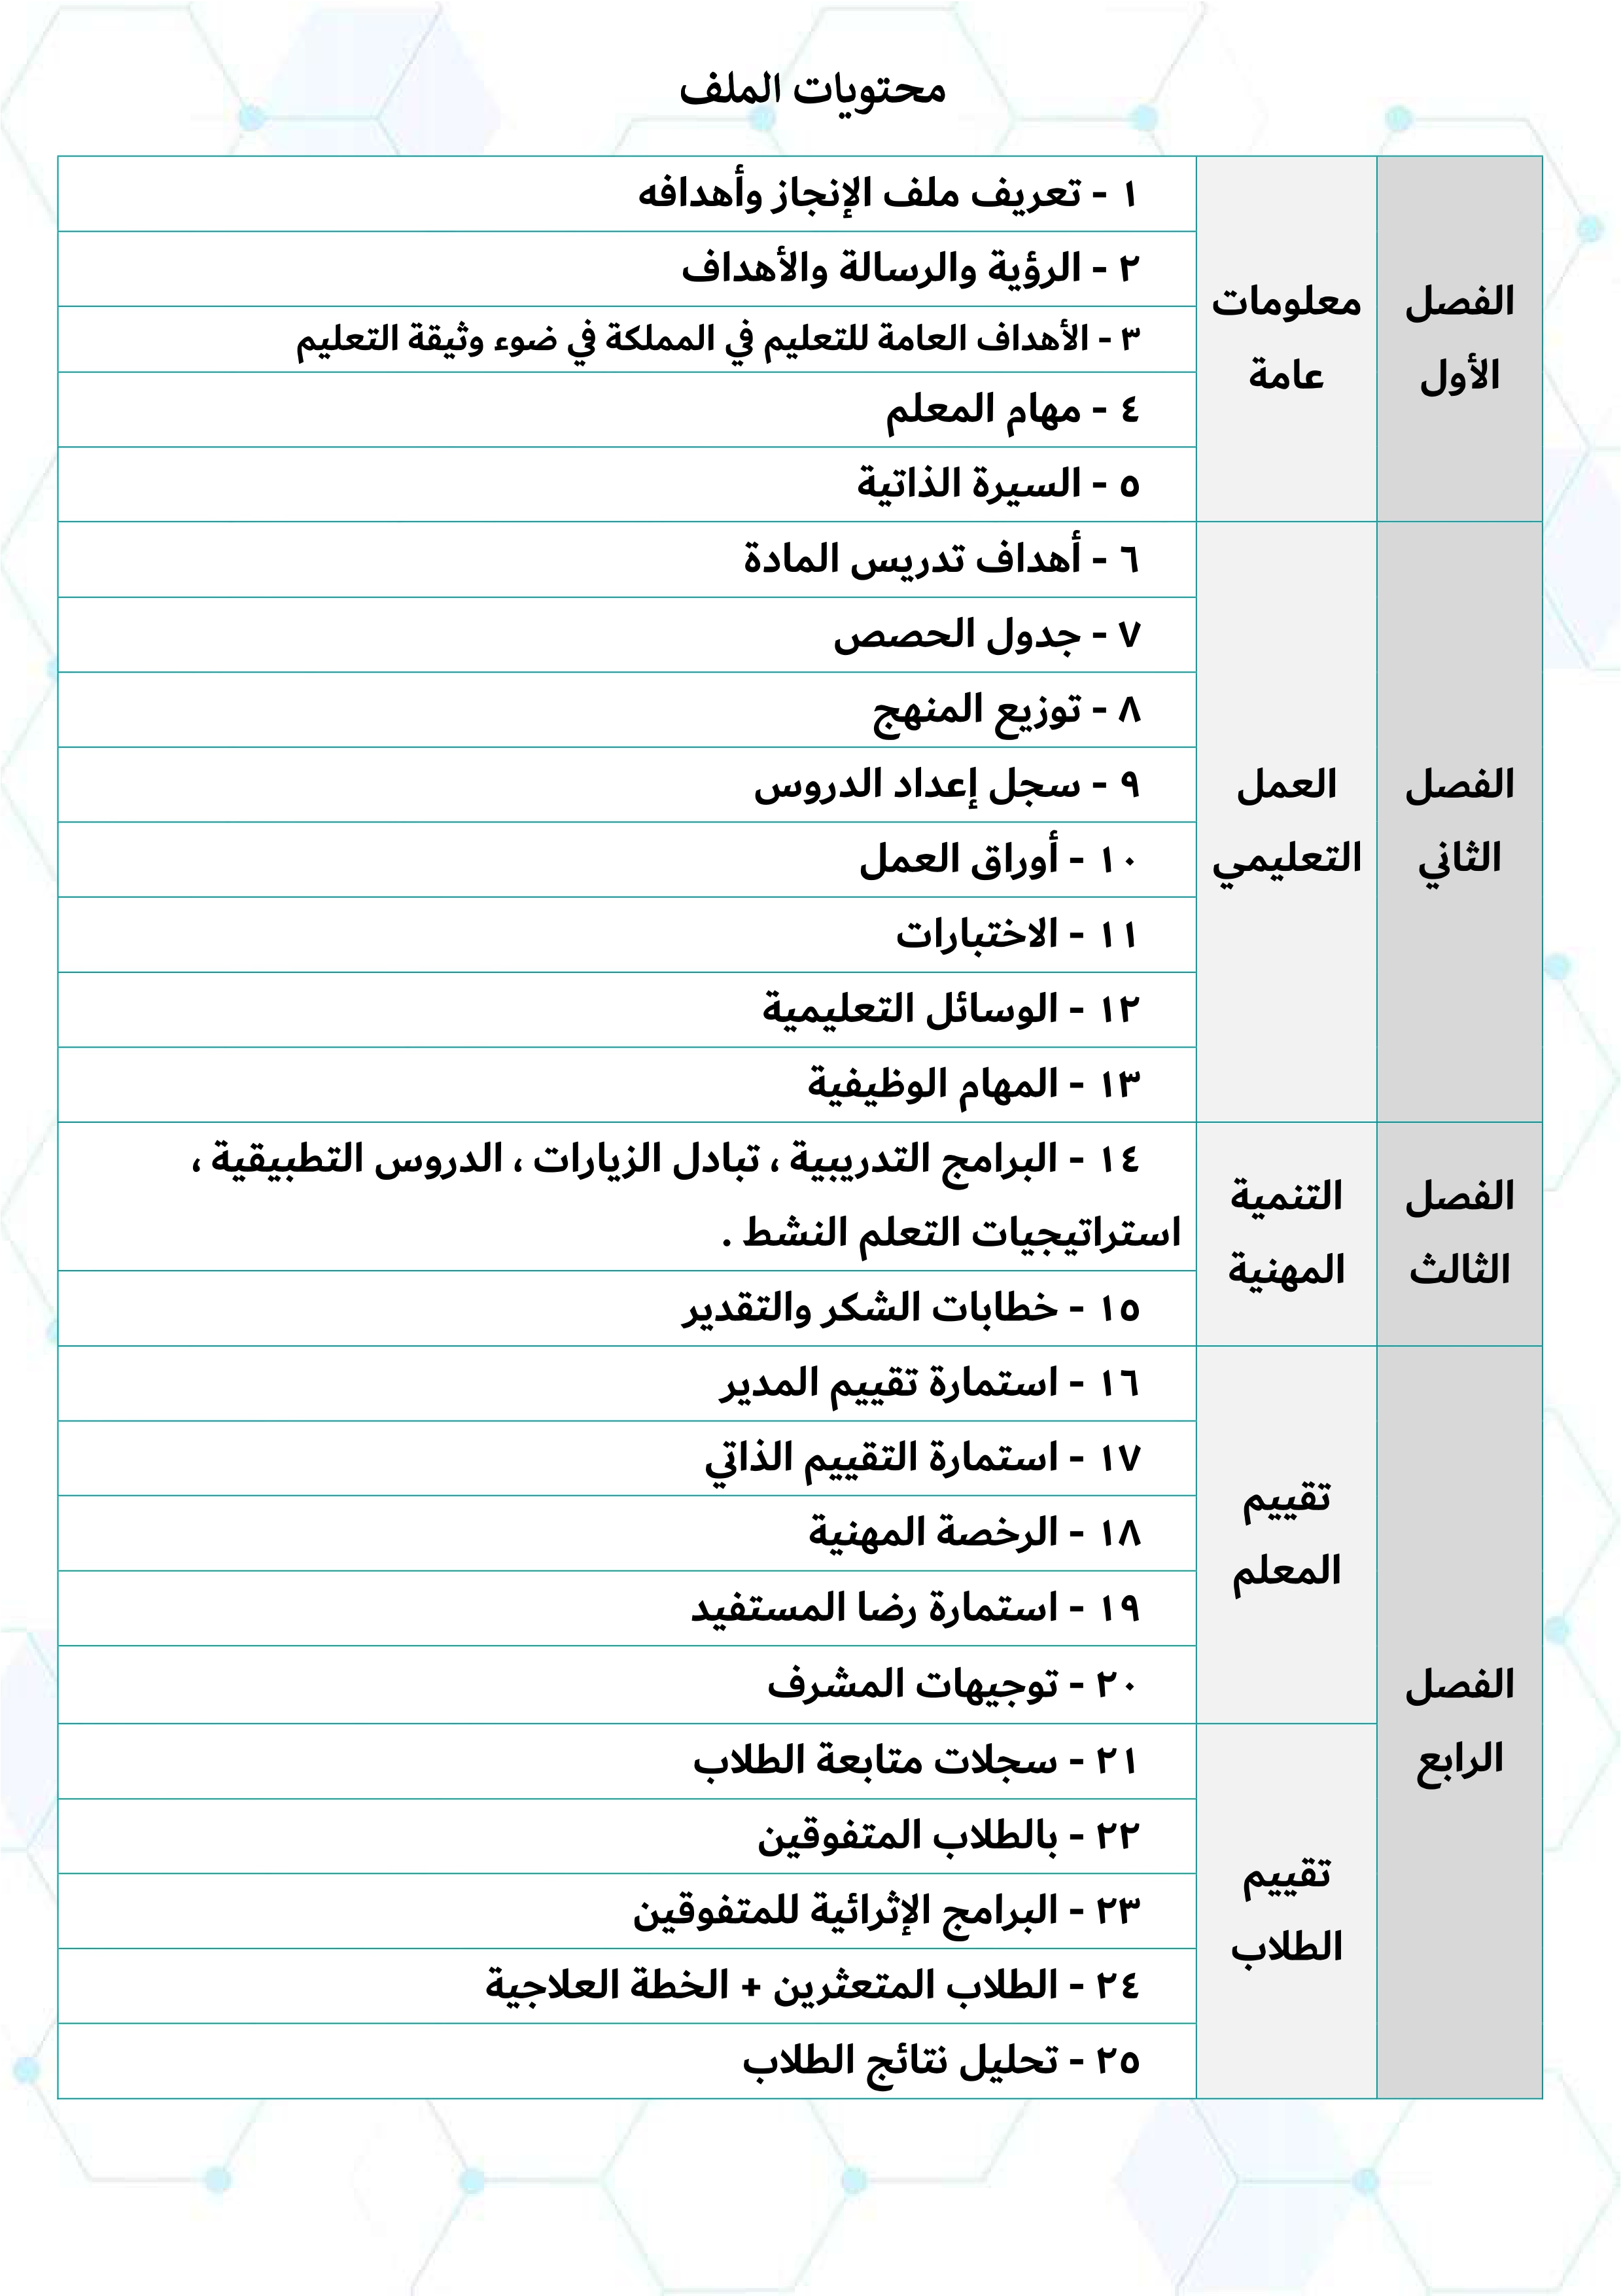 محتويات الملف
الفصل
الأول
معلومات
عامة
١ - تعريف ملف الإنجاز وأهدافه
٢ - الرؤية والرسالة والأهداف
٣ - الأهداف العامة للتعليم في المملكة في ضوء وثيقة التعليم
٤ - مهام المعلم
٥ - السيرة الذاتية
الفصل
الثاني
العمل
التعليمي
٦ - أهداف تدريس المادة
٧ - جدول الحصص
٨ - توزيع المنهج
٩ - سجل إعداد الدروس
١٠ - أوراق العمل
١١ - الاختبارات
١٢ - الوسائل التعليمية
١٣ - المهام الوظيفية
الفصل
الثالث
التنمية
المهنية
١٤ - البرامج التدريبية ، تبادل الزيارات ، الدروس التطبيقية ،
استراتيجيات التعلم النشط .
١٥ - خطابات الشكر والتقدير
الفصل
الرابع
تقييم
المعلم
١٦ - استمارة تقييم المدير
١٧ - استمارة التقييم الذاتي
١٨ - الرخصة المهنية
١٩ - استمارة رضا المستفيد
٢٠ - توجيهات المشرف
تقييم
الطلاب
٢١ - سجلات متابعة الطلاب
٢٢ - بالطلاب المتفوقين
٢٣ - البرامج الإثرائية للمتفوقين
٢٤ - الطلاب المتعثرين + الخطة العلاجية
٢٥ - تحليل نتائج الطلاب